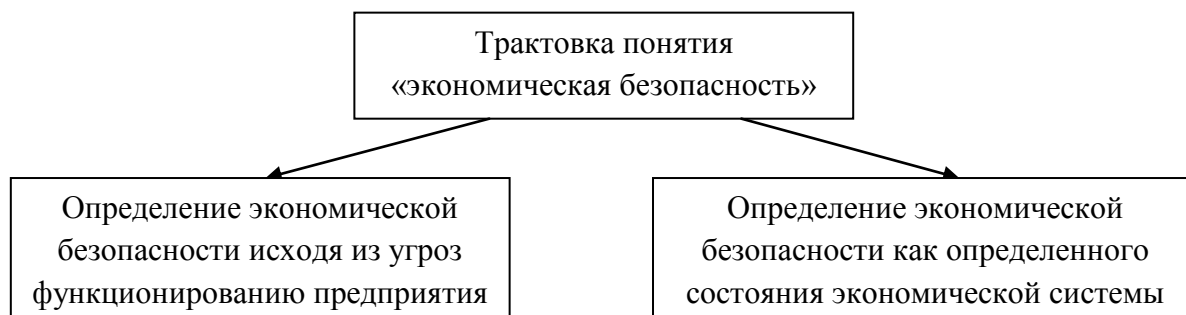 Трактовка понятия
«экономическая безопасность»
Определение экономической
безопасности исходя из угроз
функционированию предприятия
Определение экономической
безопасности как определенного
состояния экономической системы